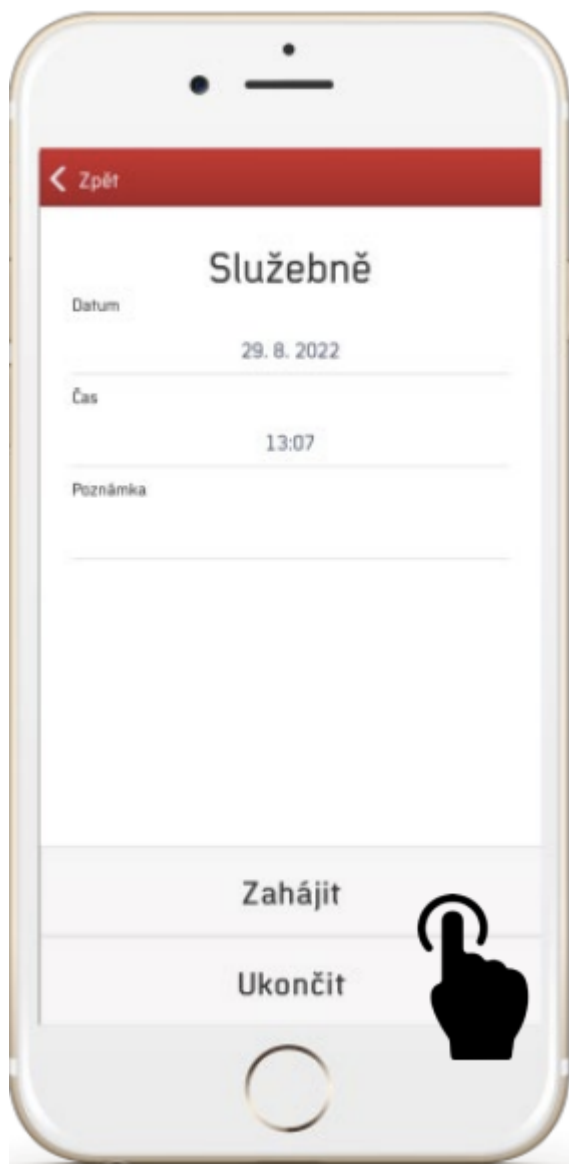 Zpět
Služebně
Datum
29. 8. 2022
Čas
13:07
Poznámka
Zahájit
Ukončit